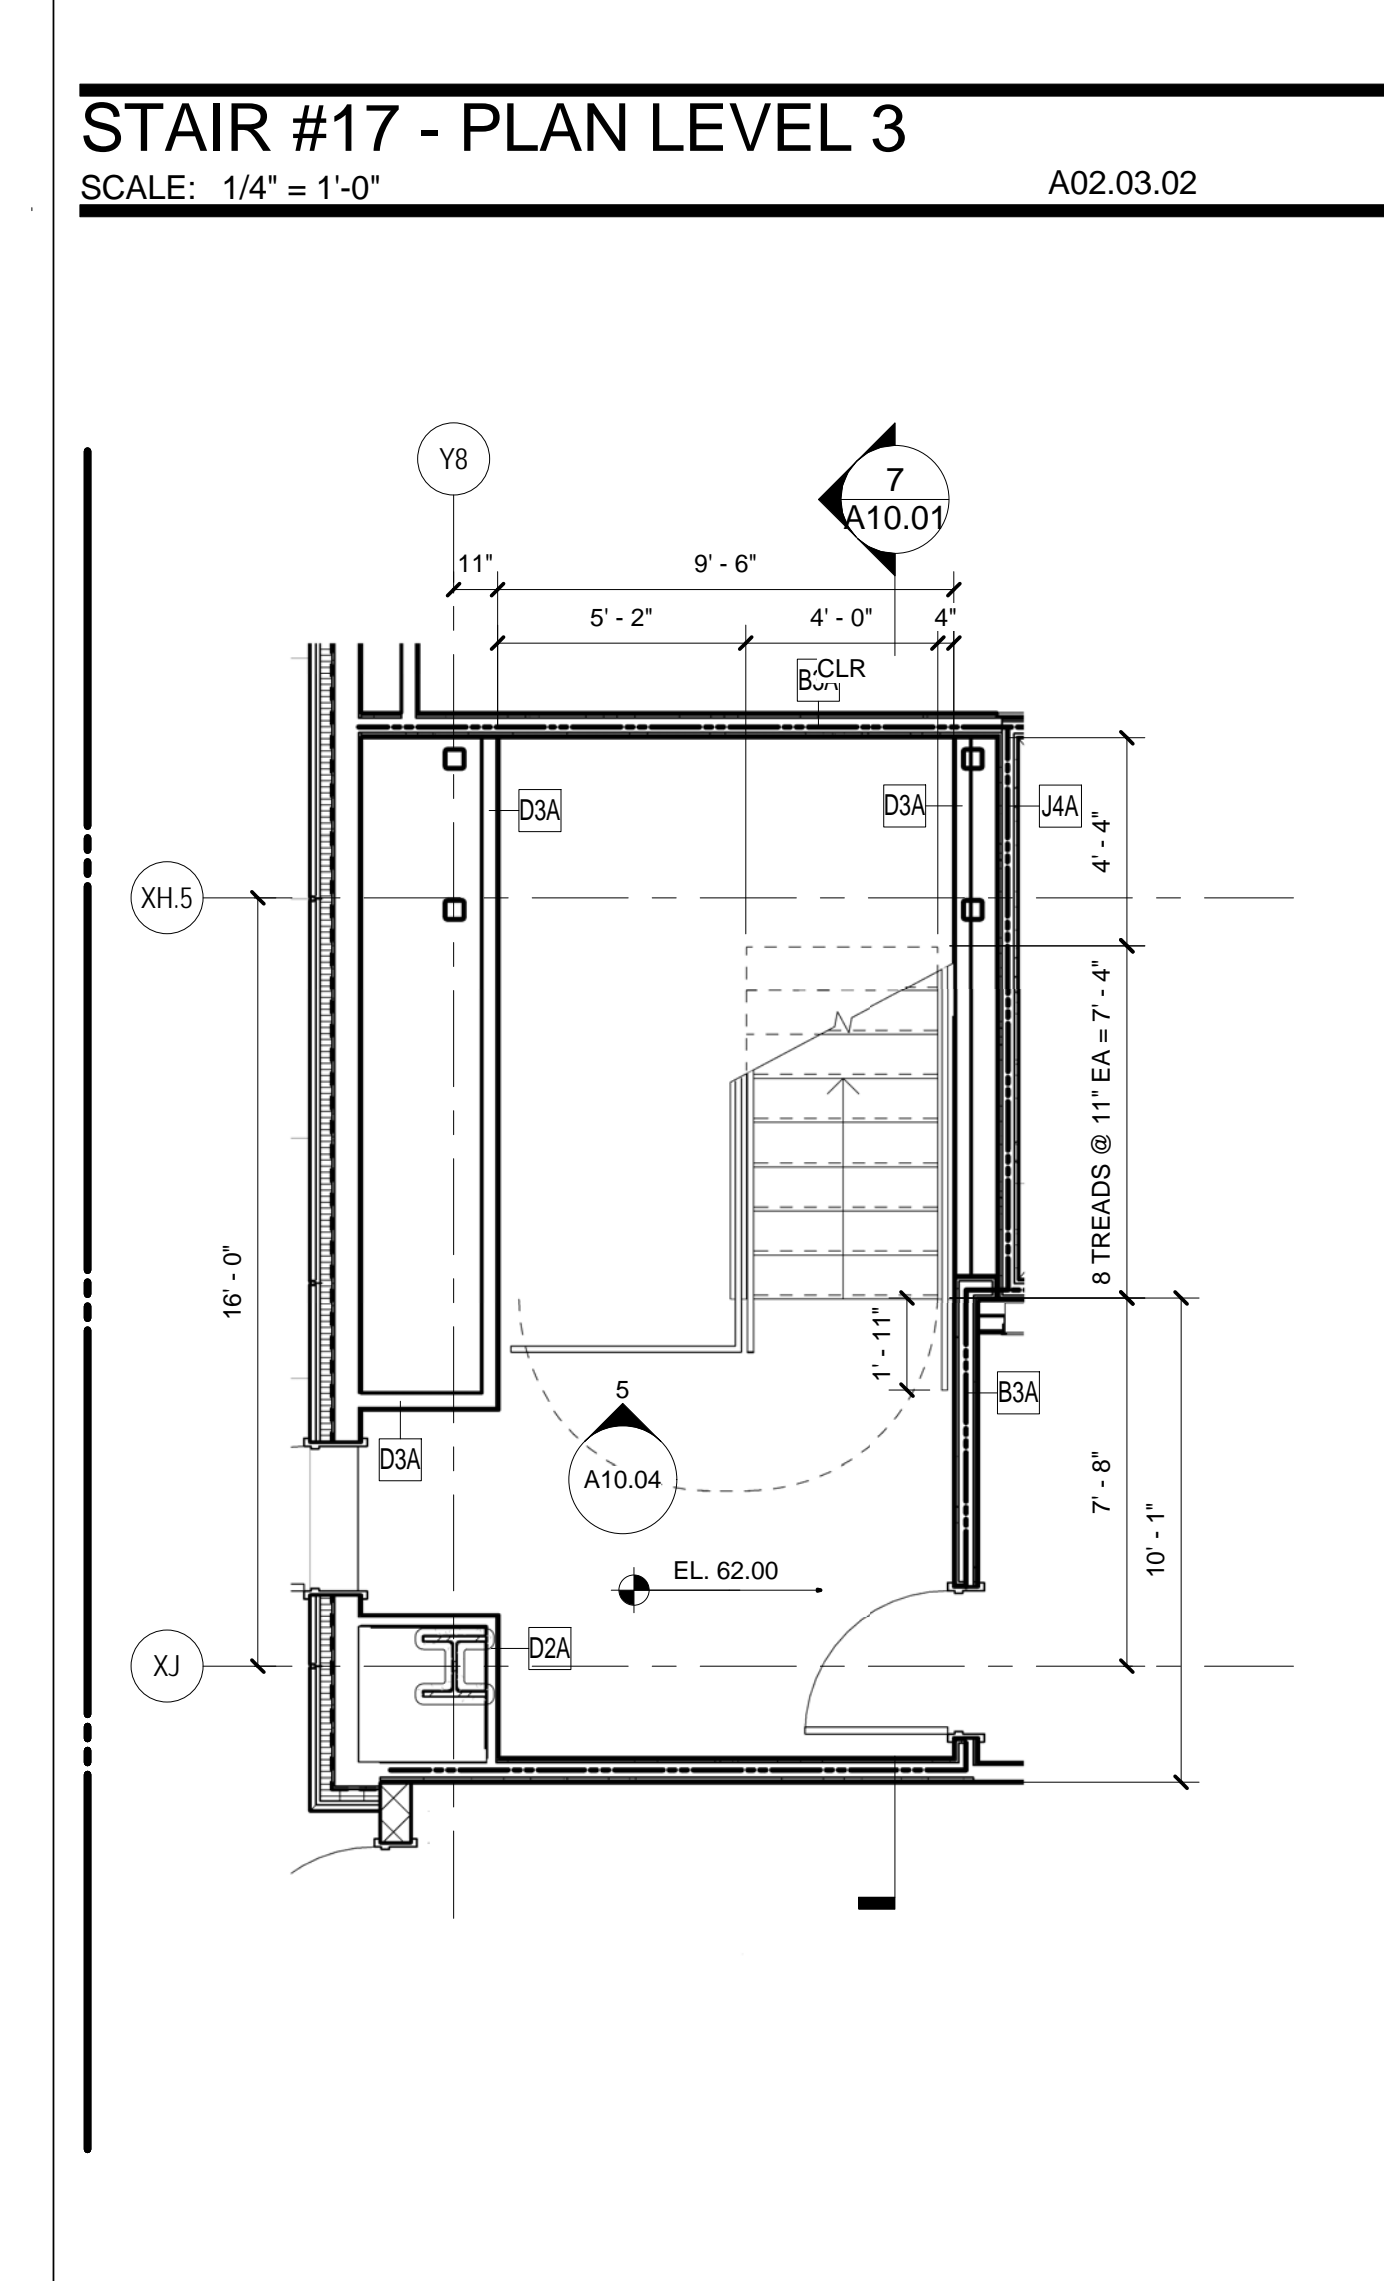 STAIR #17 - PLAN LEVEL 3
SCALE: 1/4" = 1'-0"
A02.03.02
Y8
7
A10.01
11"
9' - 6"
5' - 2"
4' - 0"
4"
CLR
B3A
D3A
D3A
J4A
4' - 4"
XH.5
8 TREADS @ 11" EA = 7' - 4"
16' - 0"
1' - 11"
5
A10.04
B3A
D3A
7' - 8"
10' - 1"
EL. 62.00
D2A
XJ